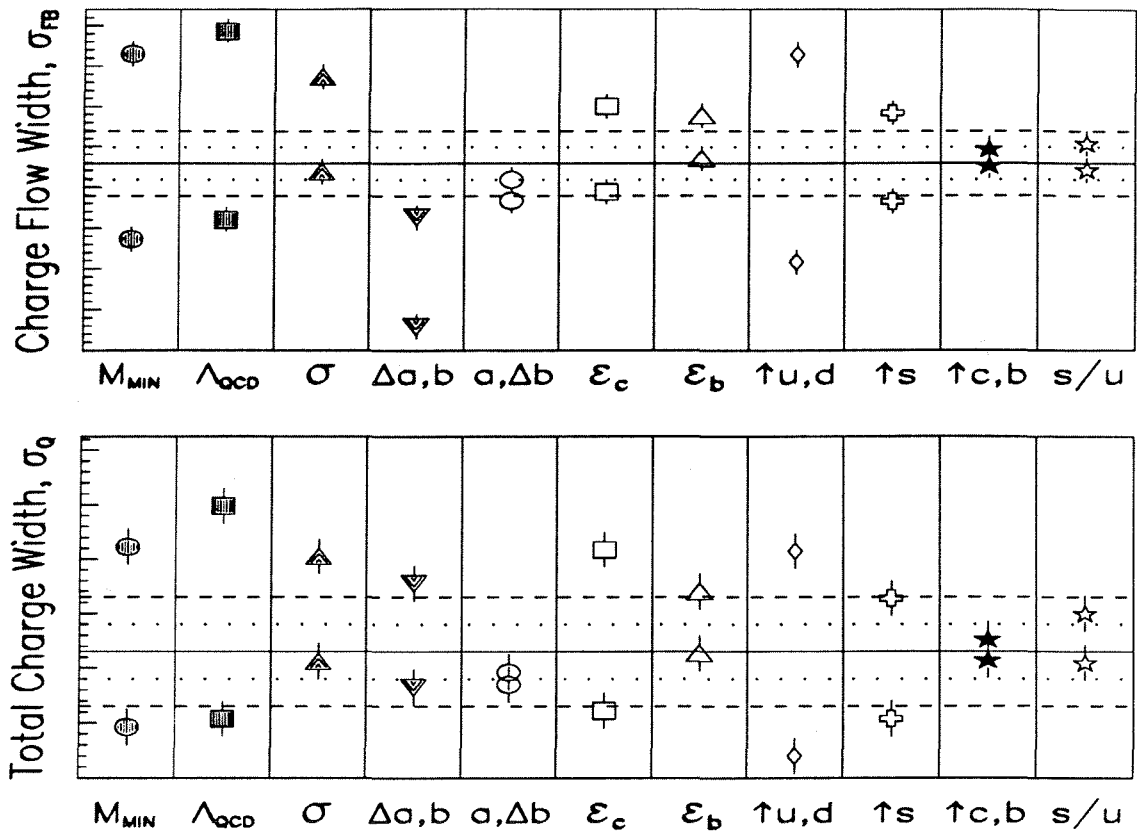 Charge Flow Width, σFB
MMIN ΛQCD σ Δa,b a,Δb εc εb ↑u,d ↑s ↑c,b s/u
Total Charge Width, σQ
MMIN ΛQCD σ Δa,b a,Δb εc εb ↑u,d ↑s ↑c,b s/u